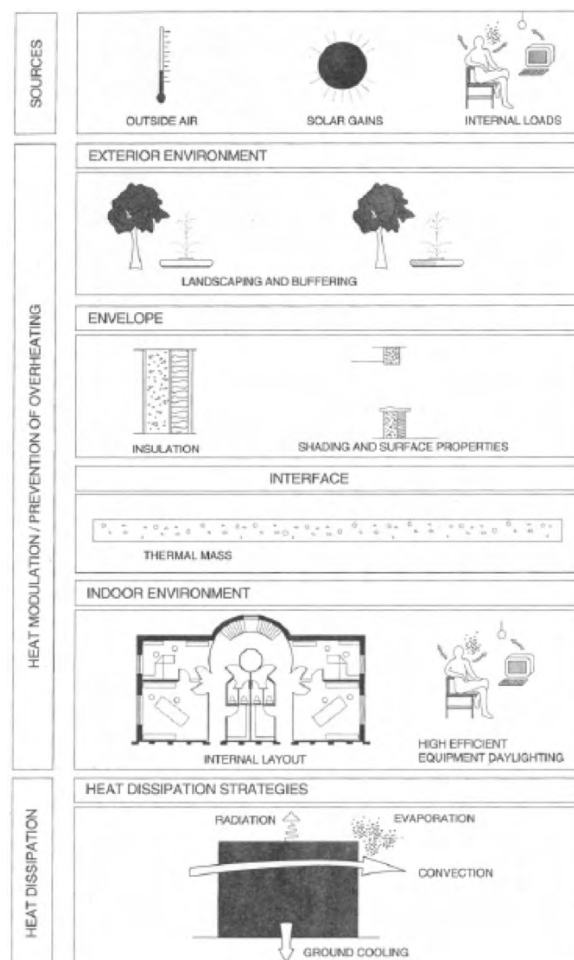 SOURCES
OUTSIDE AIR
SOLAR GAINS
INTERNAL LOADS
HEAT MODULATION / PREVENTION OF OVERHEATING
EXTERIOR ENVIRONMENT
LANDSCAPING AND BUFFERING
ENVELOPE
INSULATION
SHADING AND SURFACE PROPERTIES
INTERFACE
THERMAL MASS
INDOOR ENVIRONMENT
INTERNAL LAYOUT
HIGH EFFICIENT
EQUIPMENT DAYLIGHTING
HEAT DISSIPATION
HEAT DISSIPATION STRATEGIES
RADIATION
EVAPORATION
CONVECTION
GROUND COOLING